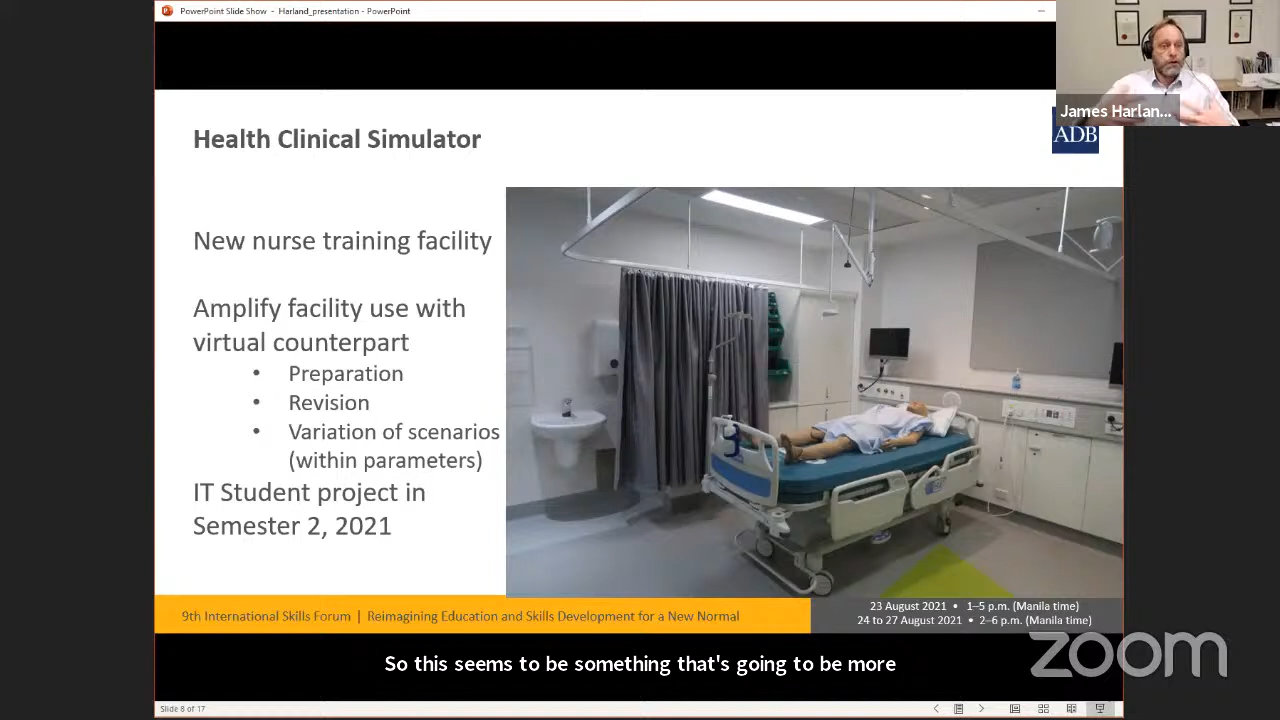 PowerPoint Slide Show - Harland_presentation - PowerPoint
James Harlan...
ADB
Health Clinical Simulator
New nurse training facility
Amplify facility use with
virtual counterpart
• Preparation
• Revision
• Variation of scenarios
(within parameters)
IT Student project in
Semester 2, 2021
9th International Skills Forum | Reimagining Education and Skills Development for a New Normal
23 August 2021 • 1–5 p.m. (Manila time)
24 to 27 August 2021 • 2–6 p.m. (Manila time)
So this seems to be something that's going to be more
zoom
Slide 8 of 17